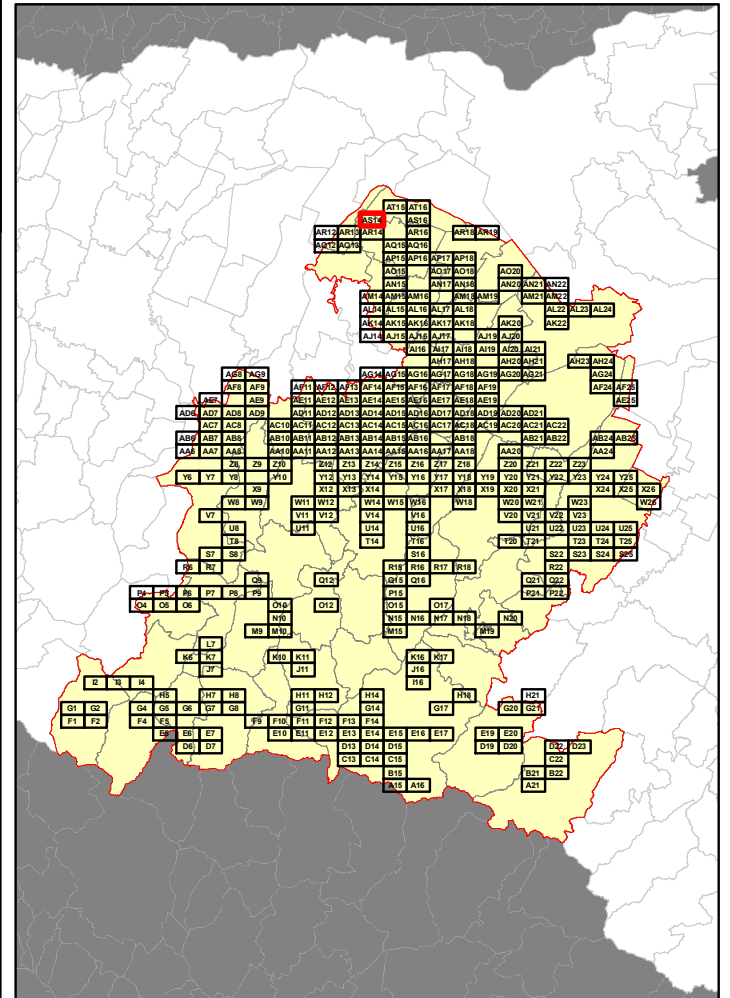 AT15 AT16
AS14 AS16
AR12 AR13 AR14 AR16 AR18 AR19
AQ12 AQ13 AQ15 AQ16
AP15 AP16 AP17 AP18
AO15 AO17 AO18 AO20
AN15 AN17 AN18 AN20 AN21 AN22
AM14 AM15 AM16 AM18 AM19 AM21 AM22
AL14 AL15 AL16 AL17 AL18 AL22 AL23 AL24
AK14 AK15 AK16 AK17 AK18 AK20 AK22
AJ14 AJ15 AJ16 AJ17 AJ19 AJ20
AI16 AI17 AI18 AI19 AI20 AI21
AH17 AH18 AH20 AH21 AH23 AH24
AG8 AG9 AG14 AG15 AG16 AG17 AG18 AG19 AG20 AG21 AG24
AF8 AF9 AF11 AF12 AF13 AF14 AF15 AF16 AF17 AF18 AF19 AF24 AF25
AE7 AE9 AE11 AE12 AE13 AE14 AE15 AE16 AE17 AE18 AE19 AE25
AD6 AD7 AD8 AD9 AD11 AD12 AD13 AD14 AD15 AD16 AD17 AD18 AD19 AD20 AD21
AC7 AC8 AC10 AC11 AC12 AC13 AC14 AC15 AC16 AC17 AC18 AC19 AC20 AC21 AC22
AB6 AB7 AB8 AB10 AB11 AB12 AB13 AB14 AB15 AB16 AB18 AB21 AB22 AB24 AB25
AA6 AA7 AA8 AA10 AA11 AA12 AA13 AA14 AA15 AA16 AA17 AA18 AA20 AA24
Z8 Z9 Z10 Z12 Z13 Z14 Z15 Z16 Z17 Z18 Z20 Z21 Z22 Z23
Y6 Y7 Y8 Y10 Y12 Y13 Y14 Y15 Y16 Y17 Y18 Y19 Y20 Y21 Y22 Y24 Y25
X9 X12 X13 X14 X17 X18 X19 X20 X21 X24 X25 X26
W8 W9 W11 W12 W14 W15 W16 W18 W20 W21 W23 W26
V7 V11 V12 V14 V16 V20 V21 V22 V23
U8 U11 U14 U16 U21 U22 U23 U24 U25
T8 T14 T16 T20 T21 T23 T24 T25
S7 S8 S16 S22 S23 S24 S25
R6 R7 R15 R16 R17 R18 R22
Q9 Q12 Q15 Q16 Q21 Q22
P4 P5 P6 P7 P8 P9 P15 P21 P22
O4 O5 O6 O10 O12 O15 O17
N10 N15 N16 N17 N18 N20
M9 M10 M15 M19
L7
K6 K7 K10 K11 K16 K17
J7 J11 J16
I2 I3 I4 I16
H5 H7 H8 H11 H12 H14 H18 H21
G1 G2 G4 G5 G6 G7 G8 G11 G14 G17 G20 G21
F1 F2 F4 F5 F9 F10 F11 F12 F13 F14
E5 E6 E7 E10 E11 E12 E13 E14 E15 E16 E17 E19 E20
D6 D7 D13 D14 D15 D19 D20 D22 D23
C13 C14 C15 C22
B15 B21 B22
A15 A16 A21